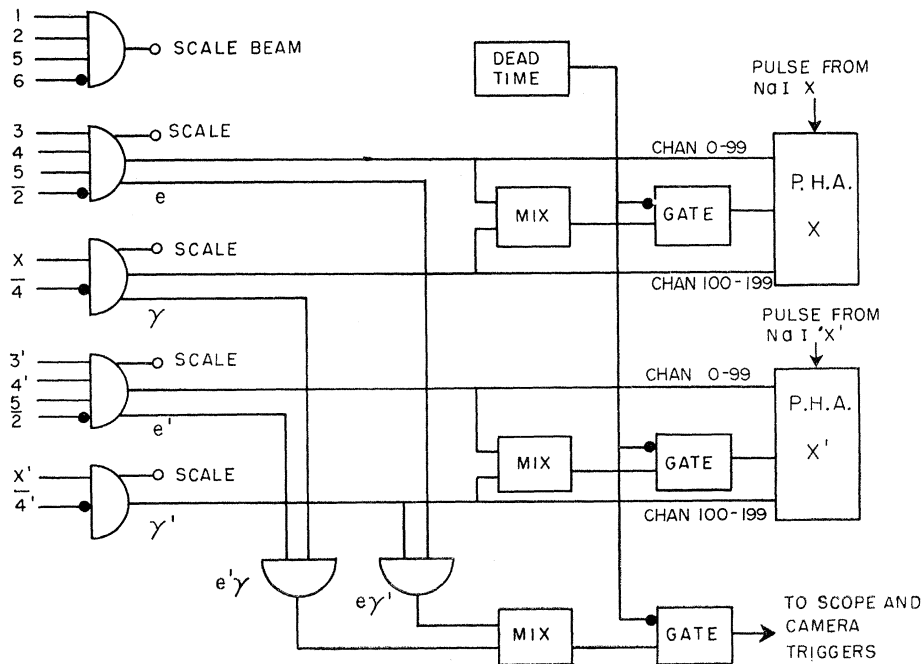 1
2
5
6
SCALE BEAM
DEAD
TIME
PULSE FROM
NaI X
3
4
5
2̅
SCALE
e
CHAN 0-99
MIX
GATE
P.H.A.
X
X
4̅
SCALE
γ
CHAN 100-199
PULSE FROM
NaI X'
3'
4'
5
2̅
SCALE
e'
CHAN 0-99
MIX
GATE
P.H.A.
X'
X'
4̅'
SCALE
γ'
CHAN 100-199
e'γ
eγ'
MIX
GATE
TO SCOPE AND
CAMERA
TRIGGERS